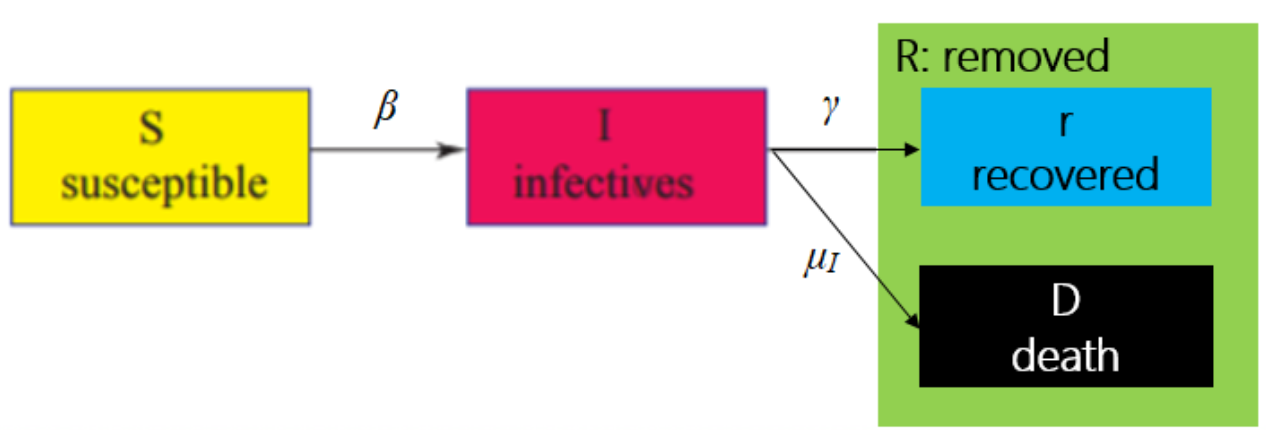 S
susceptible
β
I
infectives
γ
μI
R: removed
r
recovered
D
death